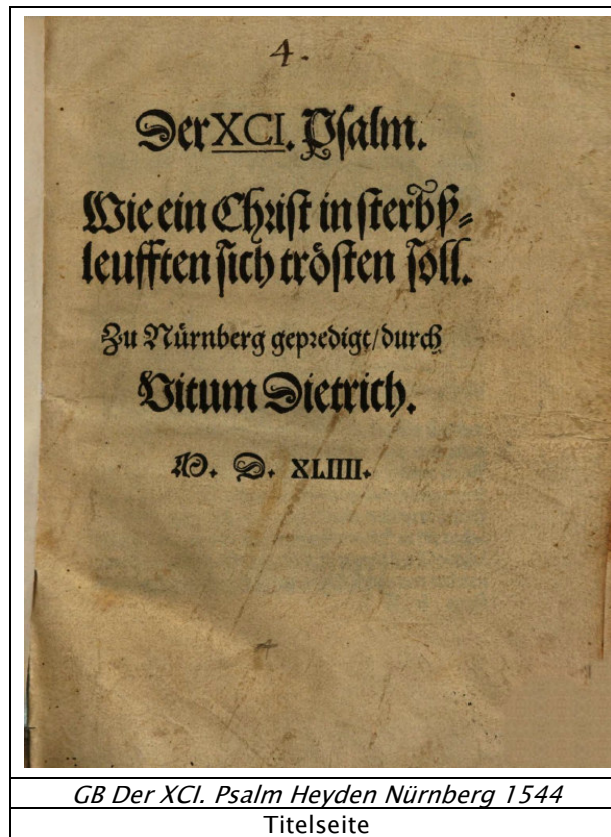 4.
Der XCI. Psalm.
Wie ein Christ in sterbß⸗
leufften sich trösten soll.
Zu Nürnberg gepredigt/durch
Vitum Dietrich.
M. D. XLIIII.
GB Der XCI. Psalm Heyden Nürnberg 1544
Titelseite